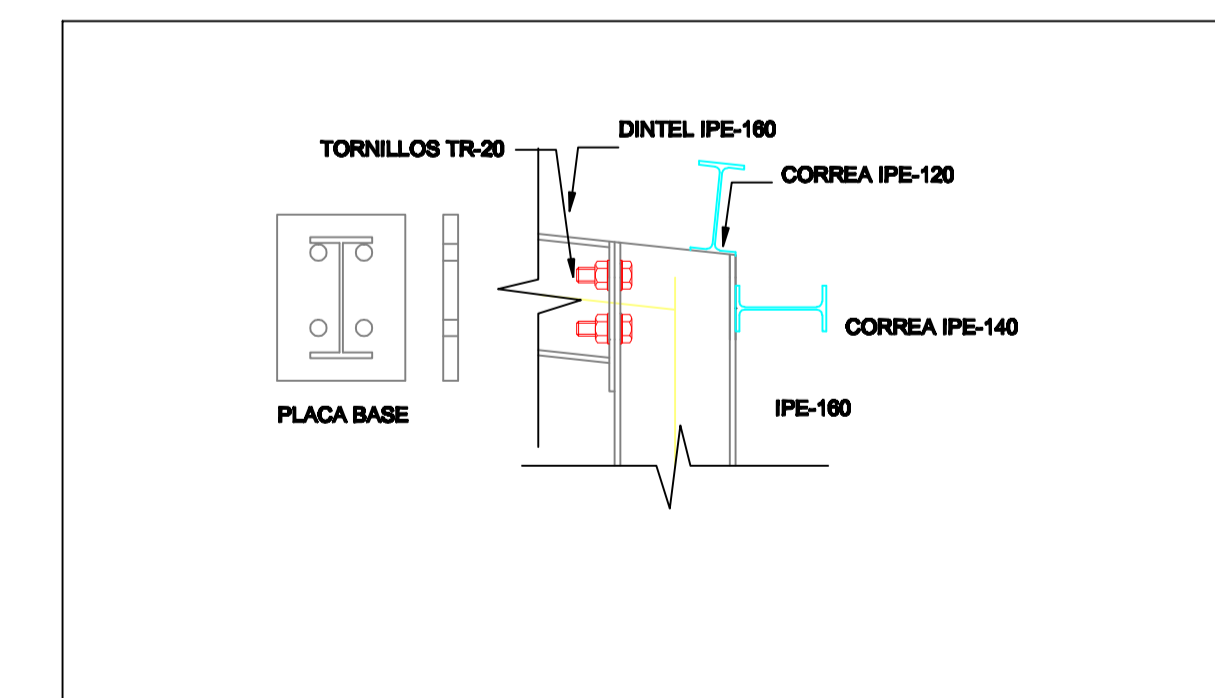 DINTEL IPE-160
TORNILLOS TR-20
CORREA IPE-120
CORREA IPE-140
IPE-160
PLACA BASE